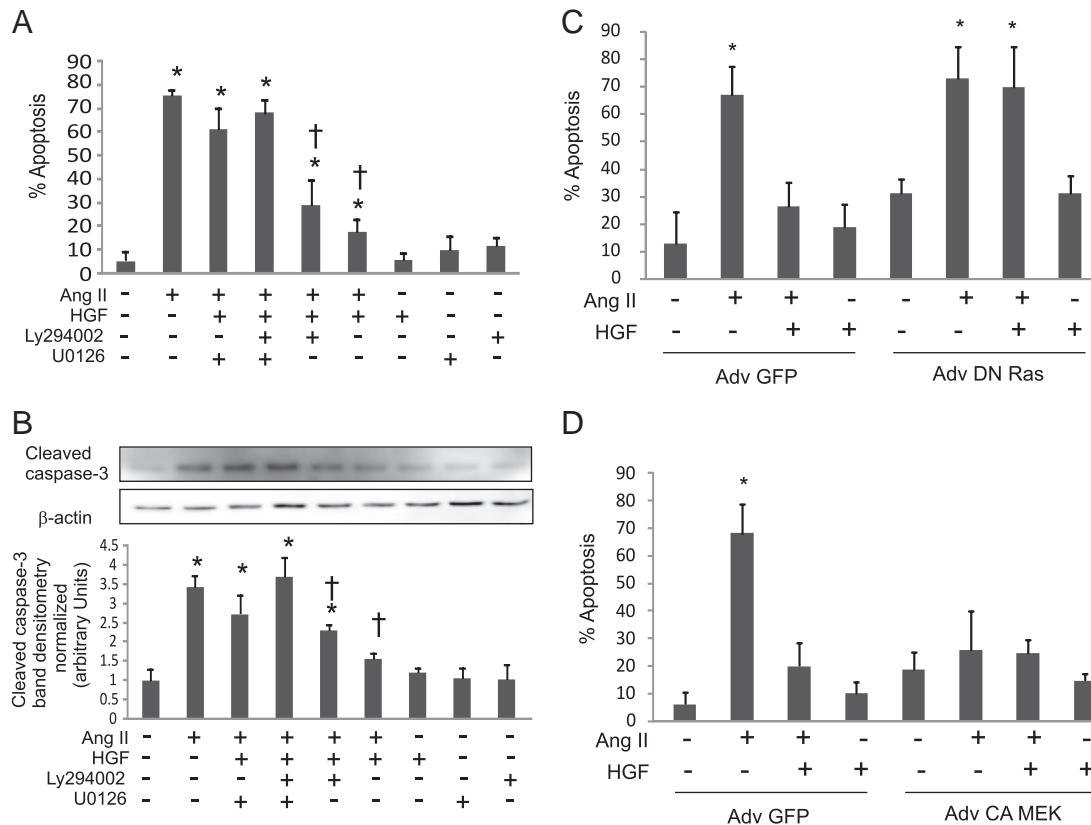 A
% Apoptosis
90
80
70
60
50
40
30
20
10
0
* * * † * † *
Ang II - + + + + + - - -
HGF - - + + + + + - -
Ly294002 - - - + + - - - +
U0126 - - + + - - - + -
B
Cleaved
caspase-3
β-actin
Cleaved caspase-3
band densitometry
normalized
(arbitrary Units)
4.5
4
3.5
3
2.5
2
1.5
1
0.5
0
* * * † * †
Ang II - + + + + + - - -
HGF - - + + + + + - -
Ly294002 - - - + + - - - +
U0126 - - + + - - - + -
C
% Apoptosis
90
80
70
60
50
40
30
20
10
0
* * *
Ang II - + + - - + + -
HGF - - + + - - + +
Adv GFP Adv DN Ras
D
% Apoptosis
90
80
70
60
50
40
30
20
10
0
*
Ang II - + + - - + + -
HGF - - + + - - + +
Adv GFP Adv CA MEK